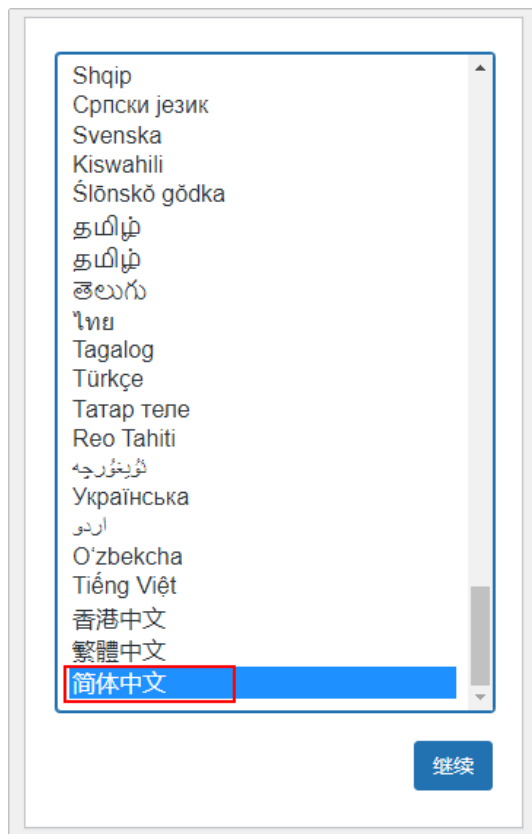 Shqip
Српски језик
Svenska
Kiswahili
Ślōnskŏ gŏdka
தமிழ்
தமிழ்
తెలుగు
ไทย
Tagalog
Türkçe
Татар теле
Reo Tahiti
ئۇيغۇرچە
Українська
اردو
O‘zbekcha
Tiếng Việt
香港中文
繁體中文
简体中文
继续